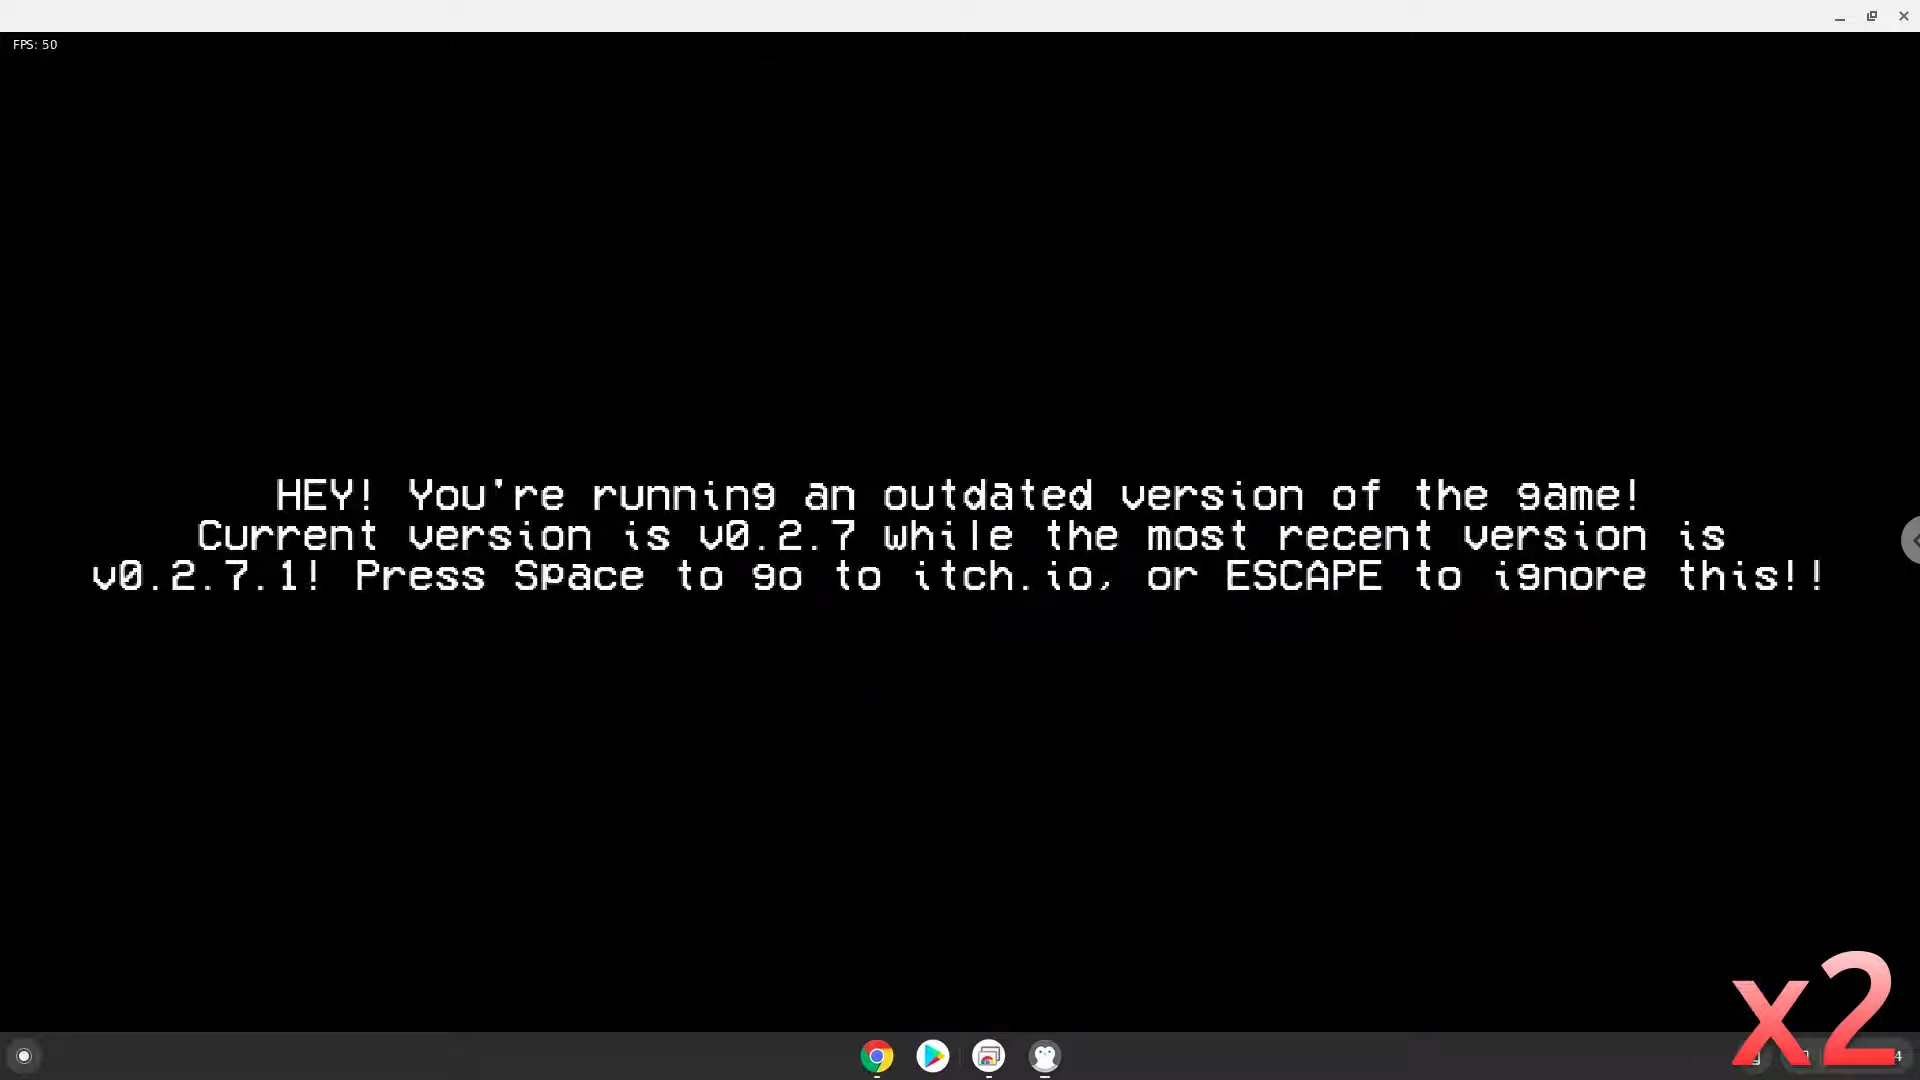 FPS: 50
HEY! You're running an outdated version of the game!
Current version is v0.2.7 while the most recent version is
v0.2.7.1! Press Space to go to itch.io, or ESCAPE to ignore this!!
x2